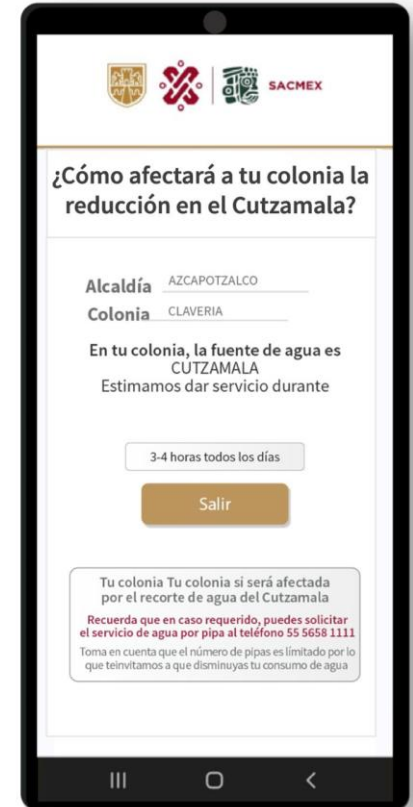 SACMEX
¿Cómo afectará a tu colonia la
reducción en el Cutzamala?
Alcaldía AZCAPOTZALCO
Colonia CLAVERIA
En tu colonia, la fuente de agua es
CUTZAMALA
Estimamos dar servicio durante
3-4 horas todos los días
Salir
Tu colonia Tu colonia si será afectada
por el recorte de agua del Cutzamala
Recuerda que en caso requerido, puedes solicitar
el servicio de agua por pipa al teléfono 55 5658 1111
Toma en cuenta que el número de pipas es límitado por lo
que teinvitamos a que disminuyas tu consumo de agua